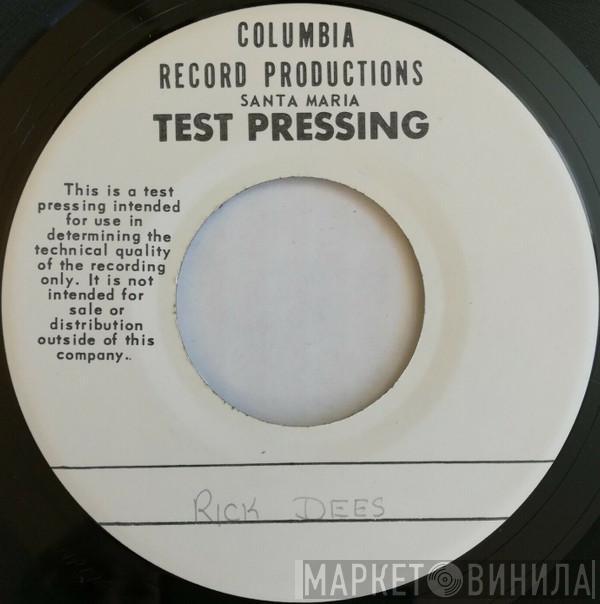 COLUMBIA
RECORD PRODUCTIONS
SANTA MARIA
TEST PRESSING
This is a test
pressing intended
for use in
determining the
technical quality
of the recording
only. It is not
intended for
sale or
distribution
outside of this
company..
RICK DEES
МАРКЕТ ВИНИЛА